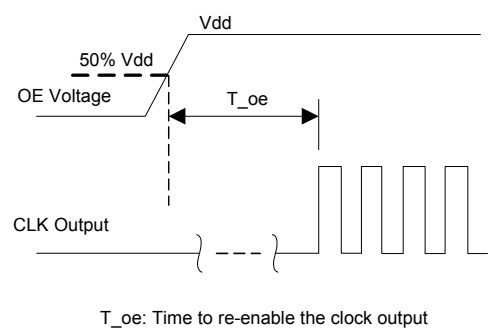 Vdd
50% Vdd
OE Voltage
T_oe
CLK Output
T_oe: Time to re-enable the clock output